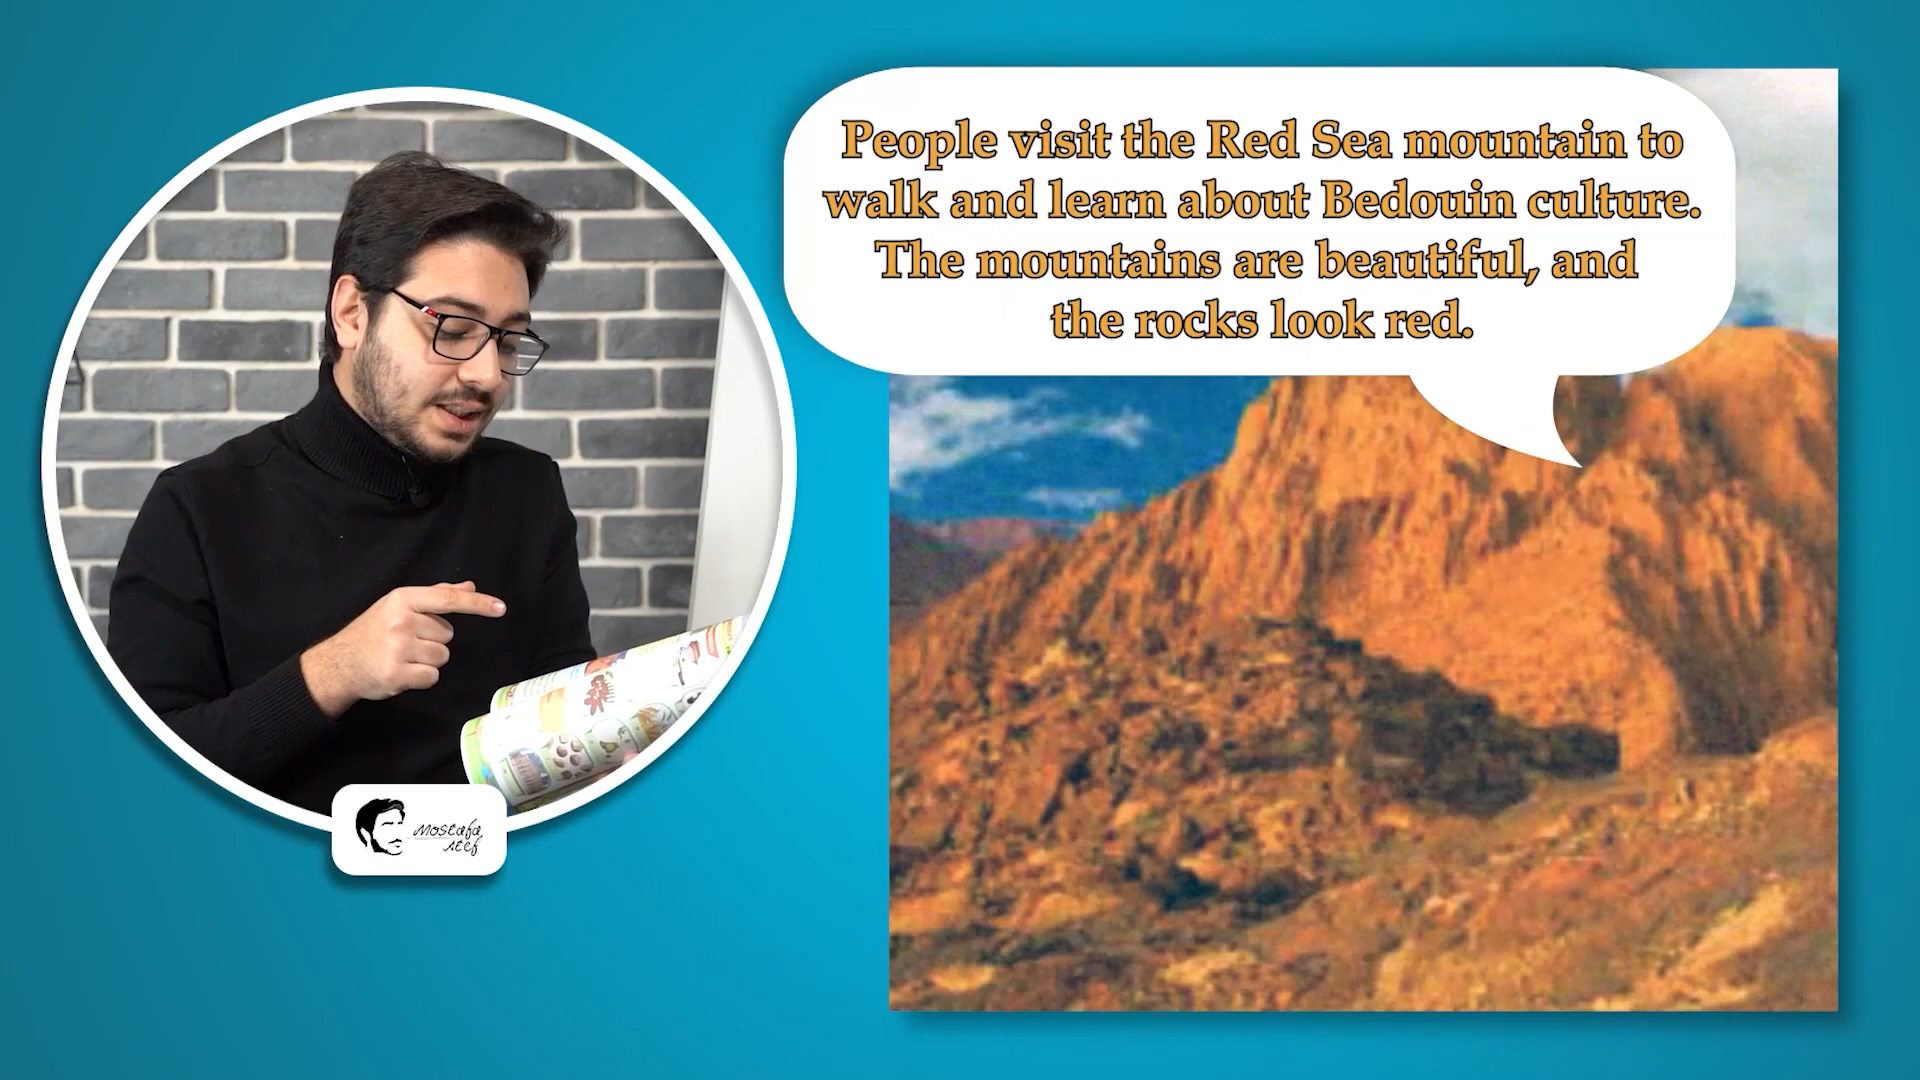 People visit the Red Sea mountain to
walk and learn about Bedouin culture.
The mountains are beautiful, and
the rocks look red.
Mostafa
Atef